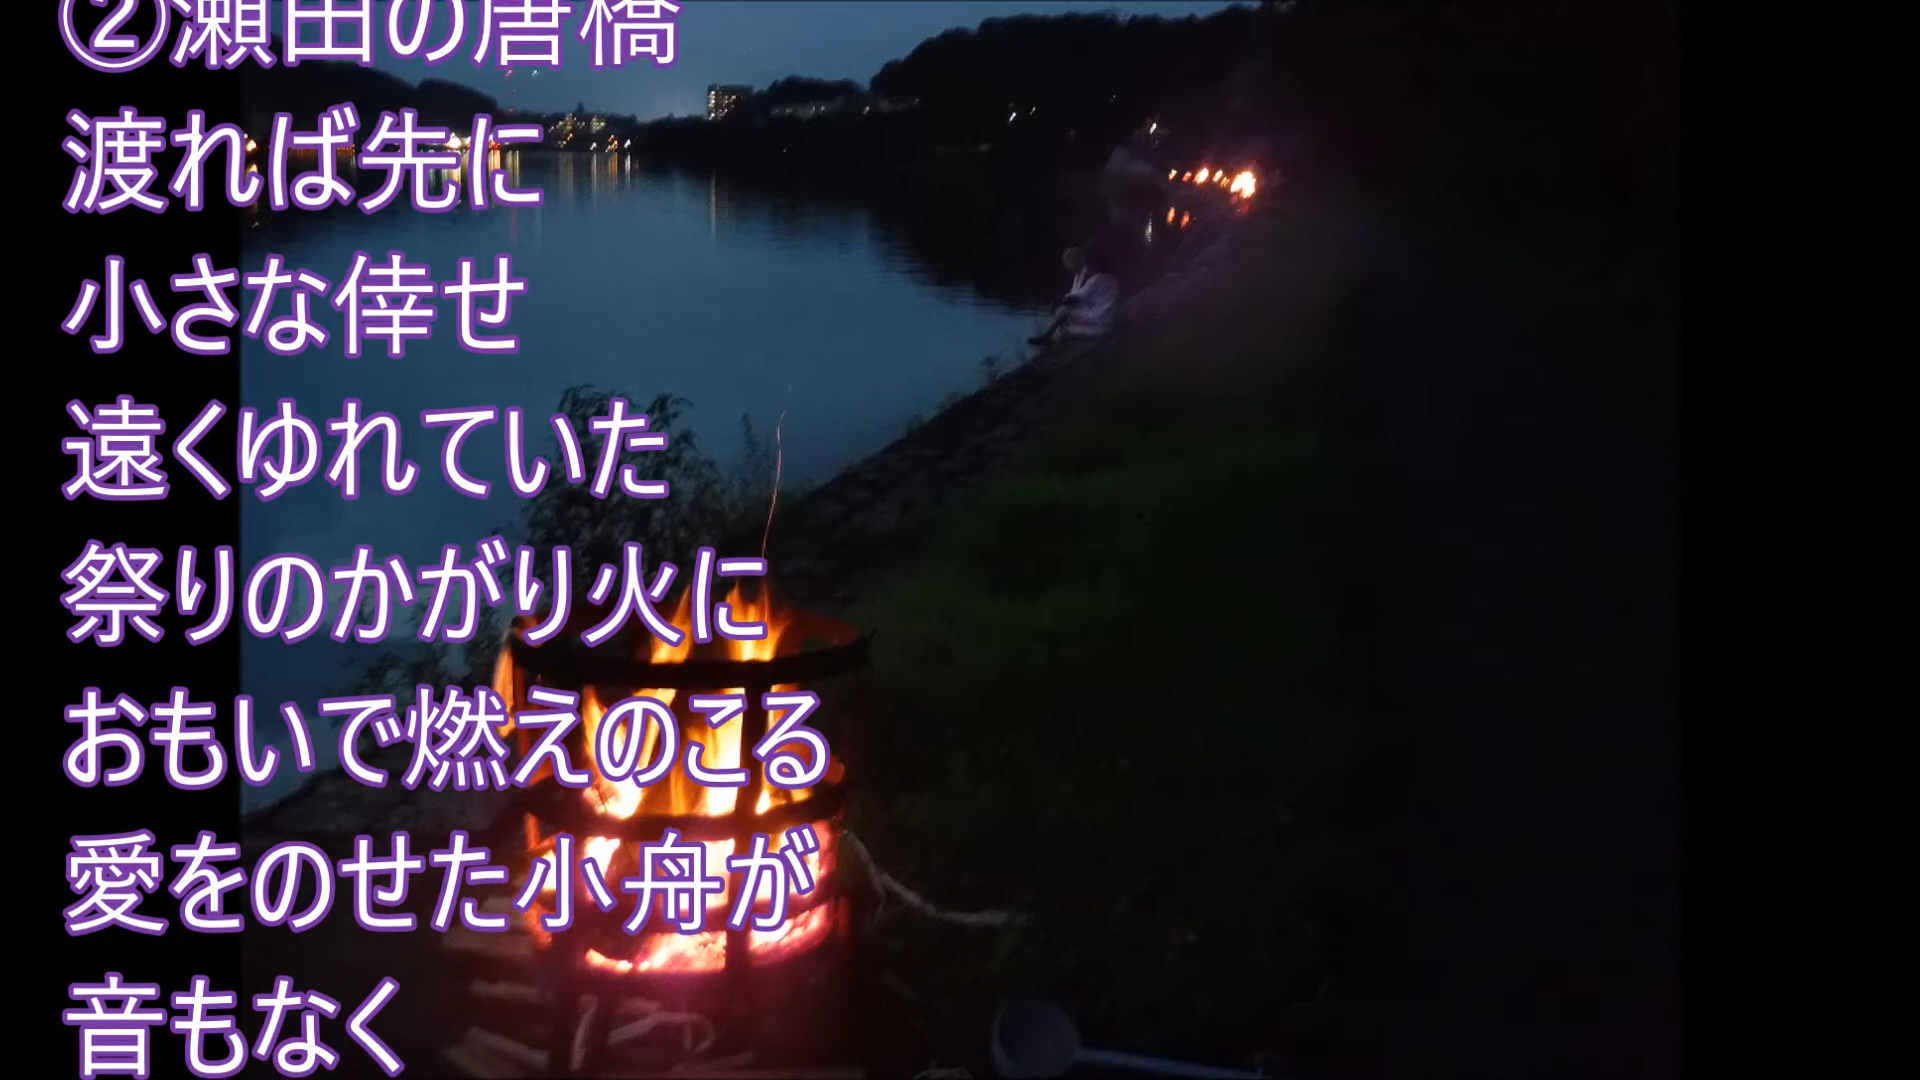 ②瀬田の唐橋
渡れば先に
小さな倖せ
遠くゆれていた
祭りのかがり火に
おもいで燃えのこる
愛をのせた小舟が
音もなく